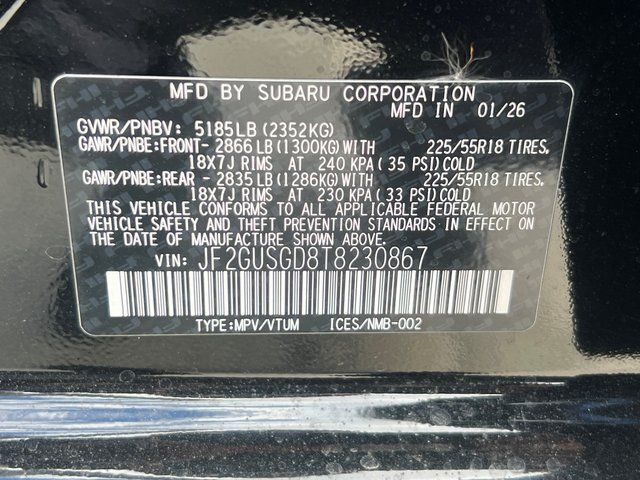 MFD BY SUBARU CORPORATION
MFD IN 01/26
GVWR/PNBV: 5185LB (2352KG)
GAWR/PNBE:FRONT- 2866 LB (1300KG) WITH 225/55R18 TIRES.
18X7J RIMS AT 240 KPA ( 35 PSI) COLD
GAWR/PNBE:REAR - 2835 LB (1286KG) WITH 225/55R18 TIRES.
18X7J RIMS AT 230 KPA ( 33 PSI) COLD
THIS VEHICLE CONFORMS TO ALL APPLICABLE FEDERAL MOTOR
VEHICLE SAFETY AND THEFT PREVENTION STANDARDS IN EFFECT
ON DATE OF MANUFACTURE SHOWN ABOVE
VIN: JF2GUSGD8T8230867
TYPE:MPV/VTUM ICES/NMB-002